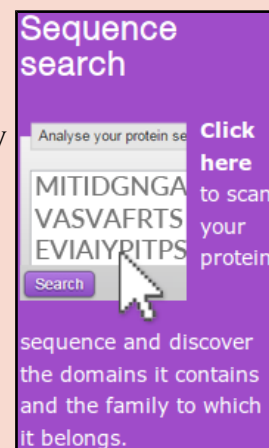 Sequence
search
y
Analyse your protein se
MITIDGNGA
VASVAFRTS
EVIAIYPITPS
Search
Click
here
to scan
your
protein
sequence and discover
the domains it contains
and the family to which
it belongs.